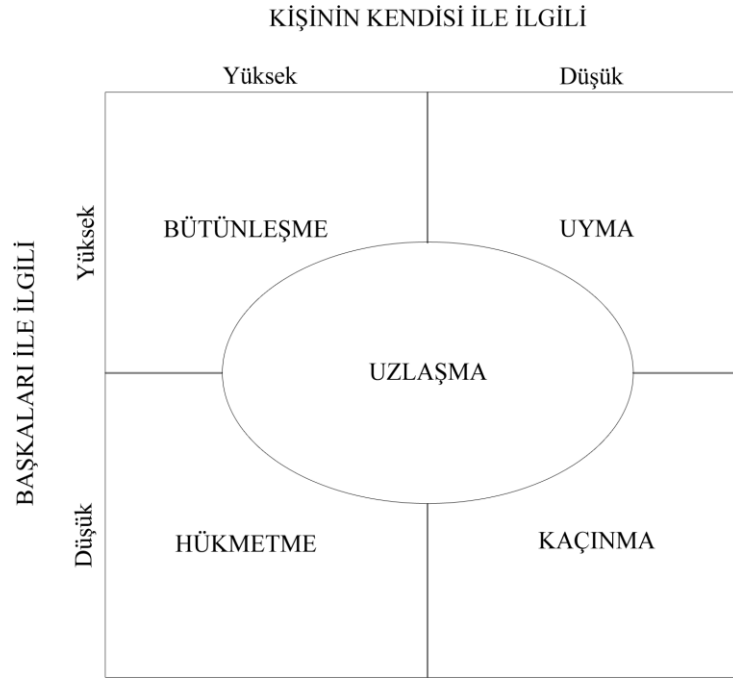 KİŞİNİN KENDİSİ İLE İLGİLİ
Yüksek
Düşük
BAŞKALARI İLE İLGİLİ
Yüksek
BÜTÜNLEŞME
UYMA
UZLAŞMA
Düşük
HÜKMETME
KAÇINMA